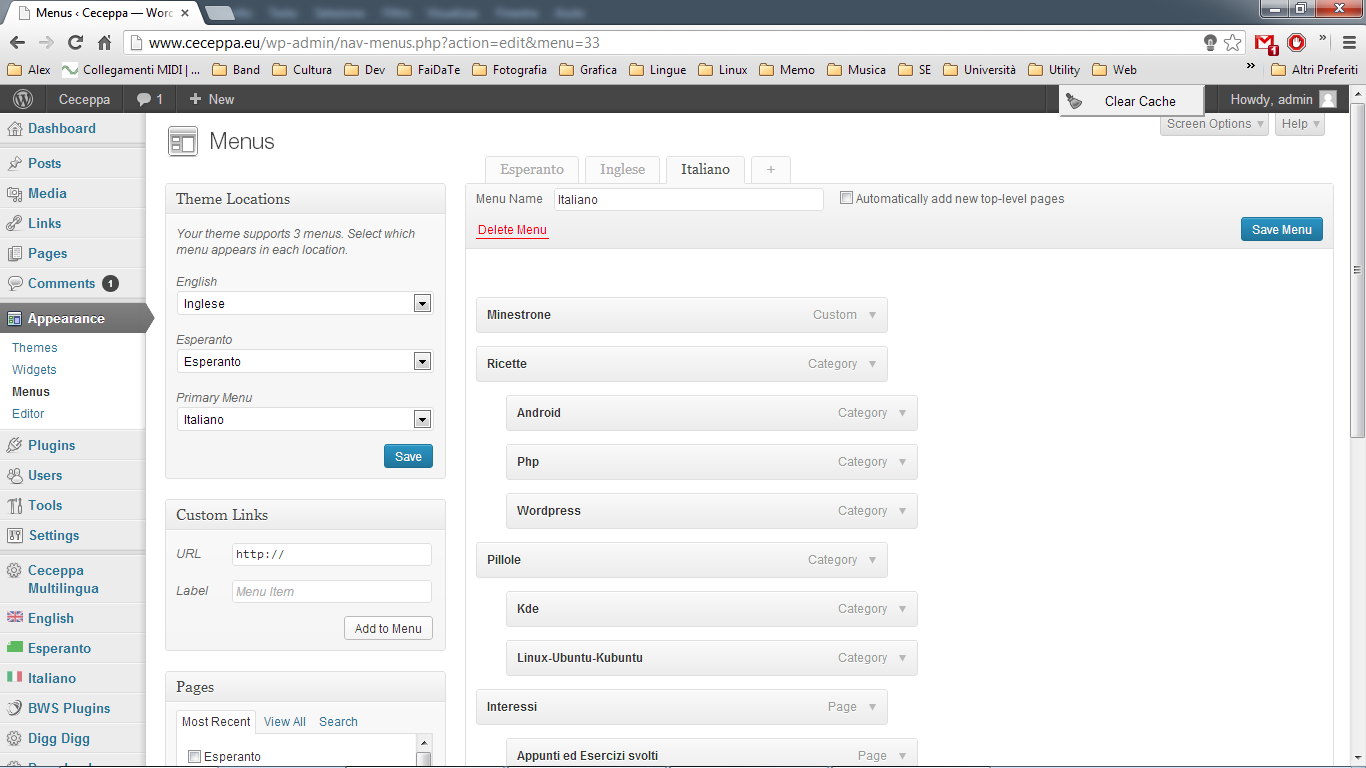 Menus ‹ Ceceppa — Worc
www.ceceppa.eu/wp-admin/nav-menus.php?action=edit&menu=33
1
»
Alex
Collegamenti MIDI | ...
Band
Cultura
Dev
FaiDaTe
Fotografia
Grafica
Lingue
Linux
Memo
Musica
SE
Università
Utility
Web
»
Altri Preferiti
Ceceppa
1
+ New
Clear Cache
Howdy, admin
Dashboard
Posts
Media
Links
Pages
Comments 1
Appearance
Themes
Widgets
Menus
Editor
Plugins
Users
Tools
Settings
Ceceppa
Multilingua
English
Esperanto
Italiano
BWS Plugins
Digg Digg
Menus
Screen Options
Help
Theme Locations
Your theme supports 3 menus. Select which
menu appears in each location.
English
Inglese
Esperanto
Esperanto
Primary Menu
Italiano
Save
Custom Links
URL
http://
Label
Menu Item
Add to Menu
Pages
Most Recent
View All
Search
Esperanto
Esperanto
Inglese
Italiano
+
Menu Name
Italiano
Automatically add new top-level pages
Delete Menu
Save Menu
Minestrone Custom
Ricette Category
Android Category
Php Category
Wordpress Category
Pillole Category
Kde Category
Linux-Ubuntu-Kubuntu Category
Interessi Page
Appunti ed Esercizi svolti Page